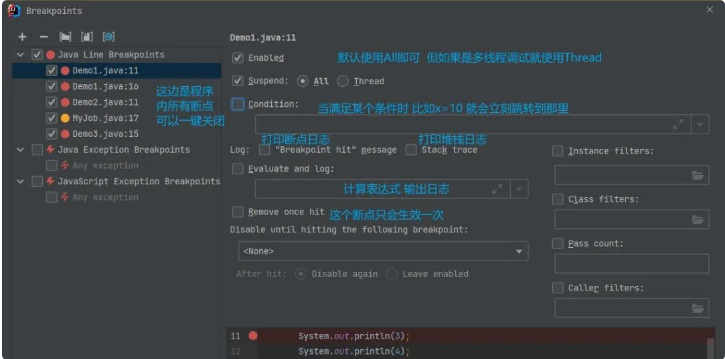 Breakpoints
Java Line Breakpoints
Demo1.java:11
Demo1.java:16
Demo2.java:11
MyJob.java:17
Demo3.java:15
这边是程序
内所有断点
可以一键关闭
Java Exception Breakpoints
Any exception
JavaScript Exception Breakpoints
Any exception
Demo1.java:11
Enabled
默认使用All即可 但如果是多线程调试就使用Thread
Suspend: All Thread
Condition:
当满足某个条件时 比如x=10 就会立刻跳转到那里
打印断点日志 打印堆栈日志
Log: "Breakpoint hit" message Stack trace
Evaluate and log:
计算表达式 输出日志
Remove once hit 这个断点只会生效一次
Disable until hitting the following breakpoint:
<None>
After hit: Disable again Leave enabled
Instance filters:
Class filters:
Pass count:
Caller filters:
11 System.out.println(3);
12 System.out.println(4);